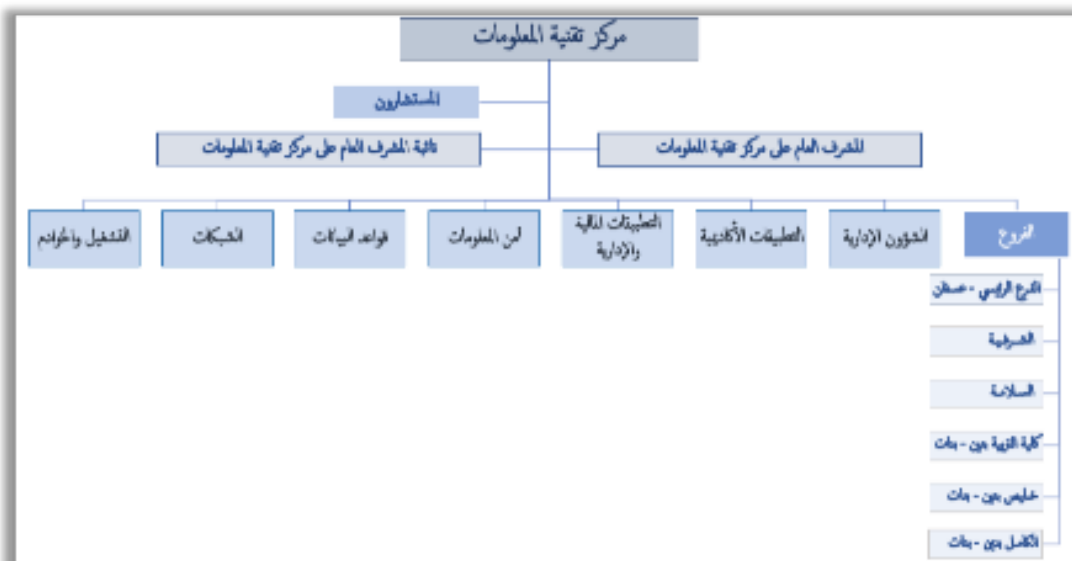 مركز تقنية المعلومات
المستشارون
المشرف العام على مركز تقنية المعلومات
نائبة المشرف العام على مركز تقنية المعلومات
الفروع
الشؤون الإدارية
التطبيقات الأكاديمية
التطبيقات المالية
والإدارية
أمن المعلومات
قواعد البيانات
الشبكات
التشغيل والخوادم
الفرع الرئيسي - عسفان
الشرفية
السلامة
كلية التربية بنين - بنات
خليص بنين - بنات
الكامل بنين - بنات